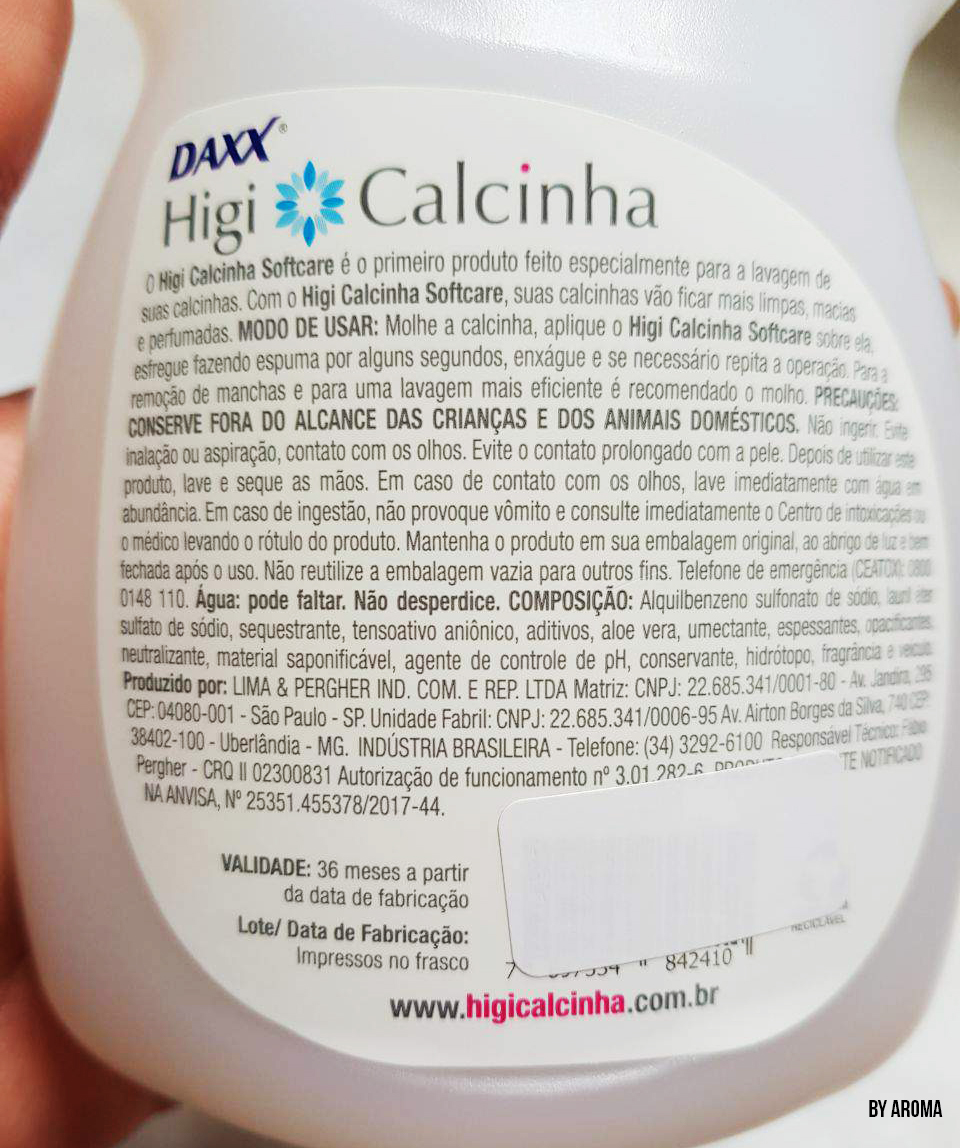 DAXX®
Higi Calcinha
O Higi Calcinha Softcare é o primeiro produto feito especialmente para a lavagem de
suas calcinhas. Com o Higi Calcinha Softcare, suas calcinhas vão ficar mais limpas, macias
e perfumadas. MODO DE USAR: Molhe a calcinha, aplique o Higi Calcinha Softcare sobre ela,
esfregue fazendo espuma por alguns segundos, enxágue e se necessário repita a operação. Para a
remoção de manchas e para uma lavagem mais eficiente é recomendado o molho. PRECAUÇÕES:
CONSERVE FORA DO ALCANCE DAS CRIANÇAS E DOS ANIMAIS DOMÉSTICOS. Não ingerir. Evite
inalação ou aspiração, contato com os olhos. Evite o contato prolongado com a pele. Depois de utilizar este
produto, lave e seque as mãos. Em caso de contato com os olhos, lave imediatamente com água em
abundância. Em caso de ingestão, não provoque vômito e consulte imediatamente o Centro de intoxicações ou
o médico levando o rótulo do produto. Mantenha o produto em sua embalagem original, ao abrigo de luz e bem
fechada após o uso. Não reutilize a embalagem vazia para outros fins. Telefone de emergência (CEATOX): 0800
0148 110. Água: pode faltar. Não desperdice. COMPOSIÇÃO: Alquilbenzeno sulfonato de sódio, lauril eter
sulfato de sódio, sequestrante, tensoativo aniônico, aditivos, aloe vera, umectante, espessantes, opacificantes,
neutralizante, material saponificável, agente de controle de pH, conservante, hidrótopo, fragrância e veículo.
Produzido por: LIMA & PERGHER IND. COM. E REP. LTDA Matriz: CNPJ: 22.685.341/0001-80 - Av. Jandira, 295
CEP: 04080-001 - São Paulo - SP. Unidade Fabril: CNPJ: 22.685.341/0006-95 Av. Airton Borges da Silva, 740 CEP:
38402-100 - Uberlândia - MG. INDÚSTRIA BRASILEIRA - Telefone: (34) 3292-6100 Responsável Técnico: Fábio
Pergher - CRQ II 02300831 Autorização de funcionamento nº 3.01.282-6 NOTIFICADO
NA ANVISA, Nº 25351.455378/2017-44.
VALIDADE: 36 meses a partir
da data de fabricação
Lote/ Data de Fabricação:
Impressos no frasco
RECICLÁVEL
7 842410
www.higicalcinha.com.br
BY AROMA